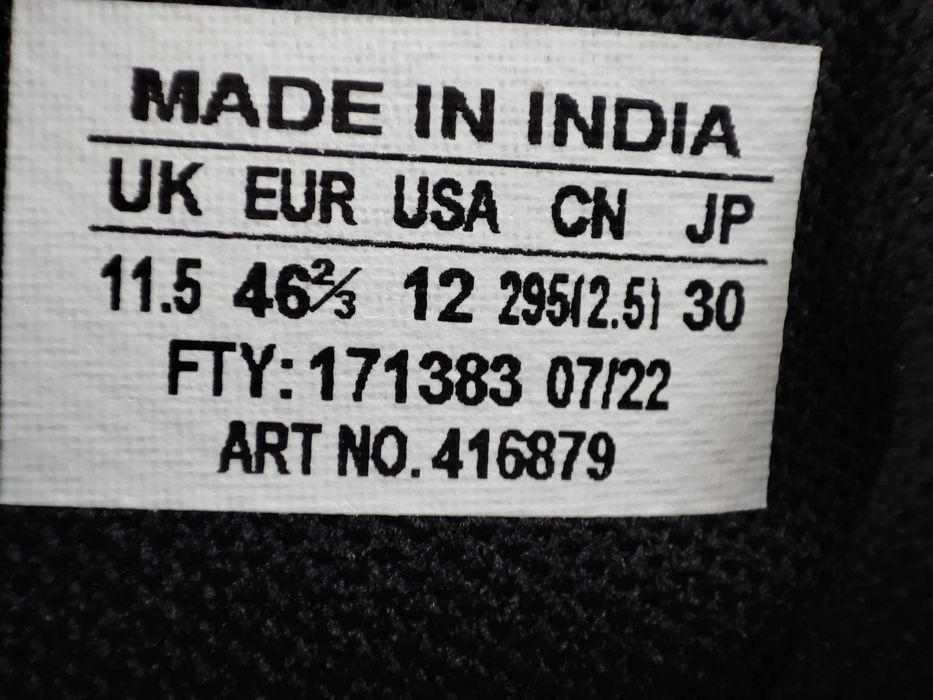 MADE IN INDIA
UK EUR USA CN JP
11.5 46⅔ 12 295(2.5) 30
FTY: 171383 07/22
ART NO. 416879